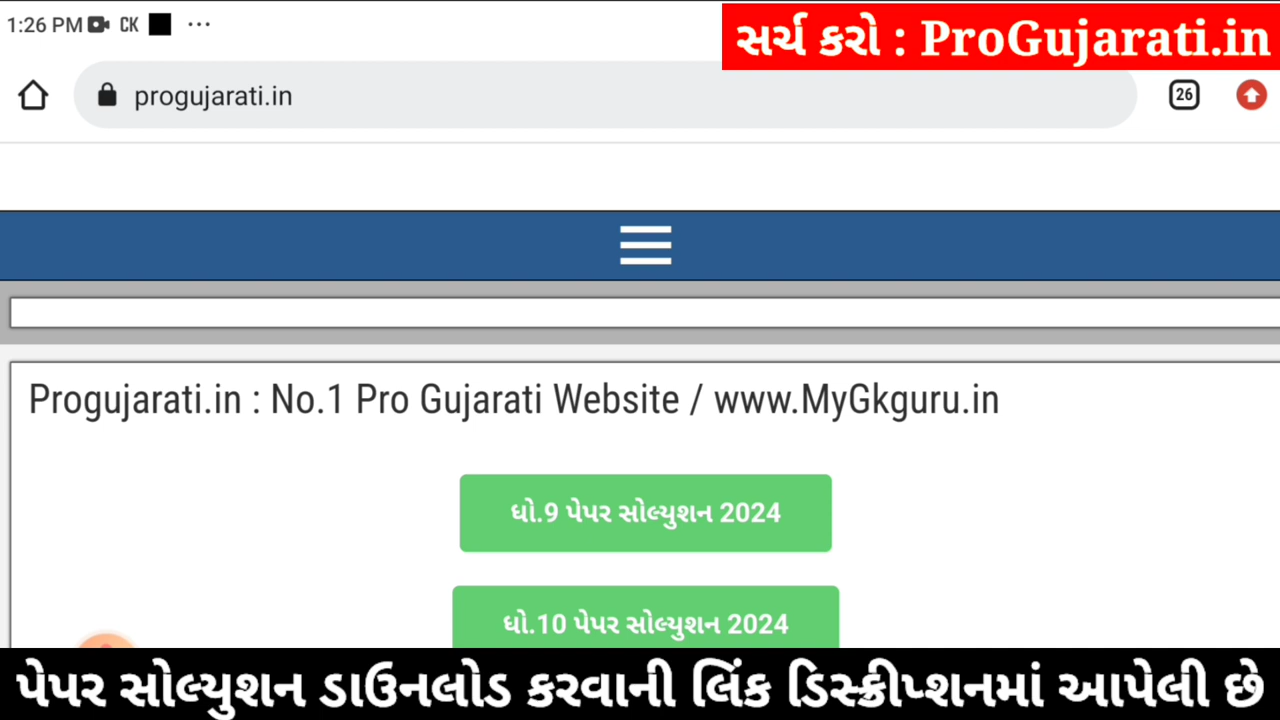 1:26 PM CK ...
સર્ચ કરો : ProGujarati.in
progujarati.in
26
Progujarati.in : No.1 Pro Gujarati Website / www.MyGkguru.in
ધો.9 પેપર સોલ્યુશન 2024
ધો.10 પેપર સોલ્યુશન 2024
પેપર સોલ્યુશન ડાઉનલોડ કરવાની લિંક ડિસ્ક્રીપ્શનમાં આપેલી છે